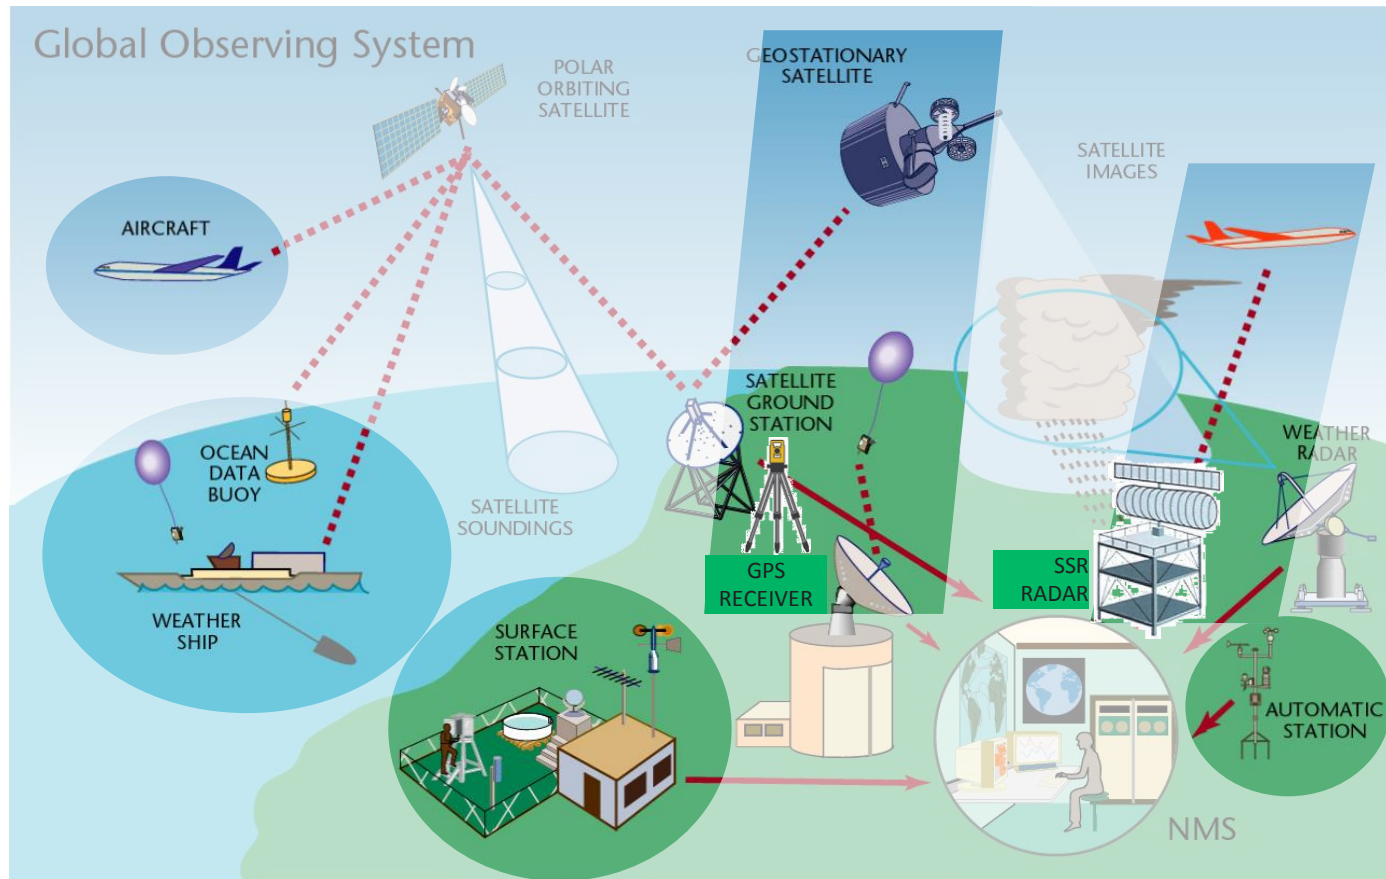 Global Observing System
POLAR
ORBITING
SATELLITE
GEOSTATIONARY
SATELLITE
SATELLITE
IMAGES
AIRCRAFT
SATELLITE
GROUND
STATION
WEATHER
RADAR
OCEAN
DATA
BUOY
SATELLITE
SOUNDINGS
GPS
RECEIVER
SSR
RADAR
WEATHER
SHIP
SURFACE
STATION
AUTOMATIC
STATION
NMS